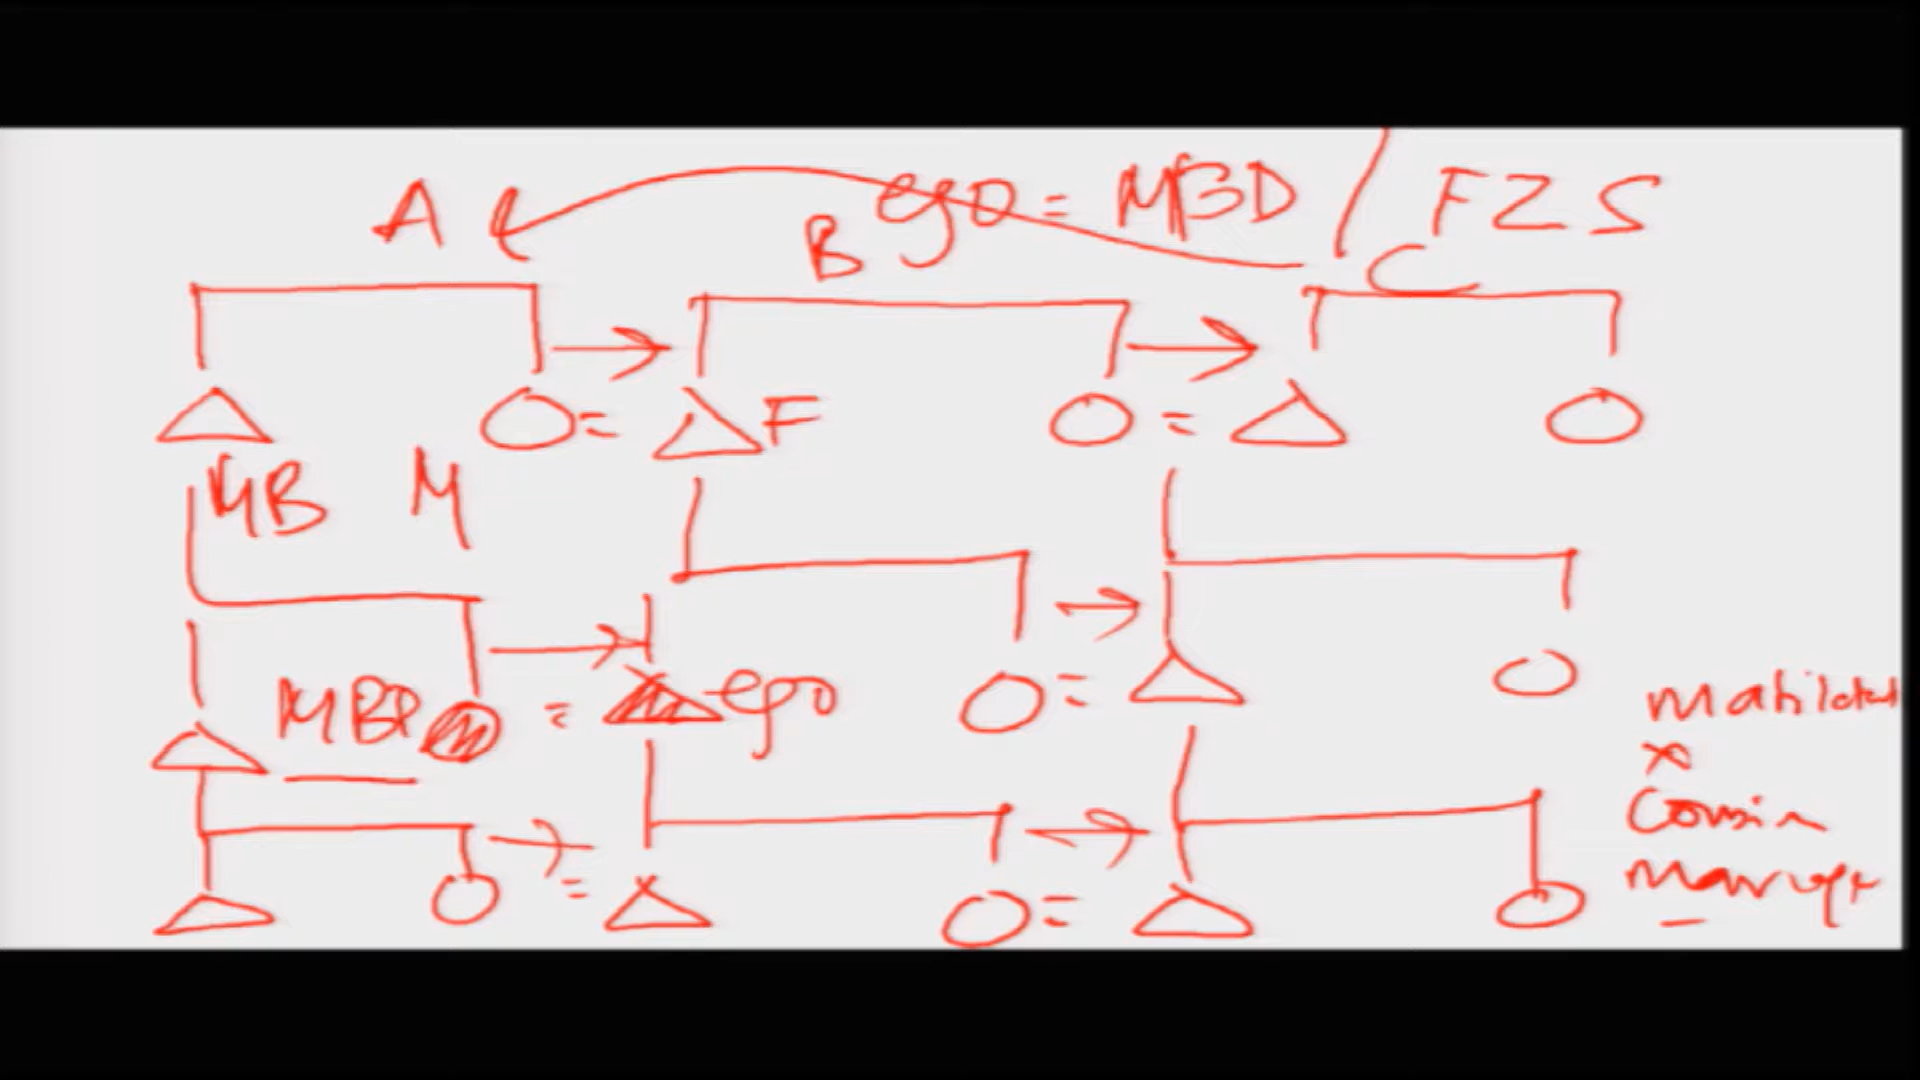 A B ego = MBD / FZS
C
F
MB M
MBD ego
matilateral
x
Cousin
marriage